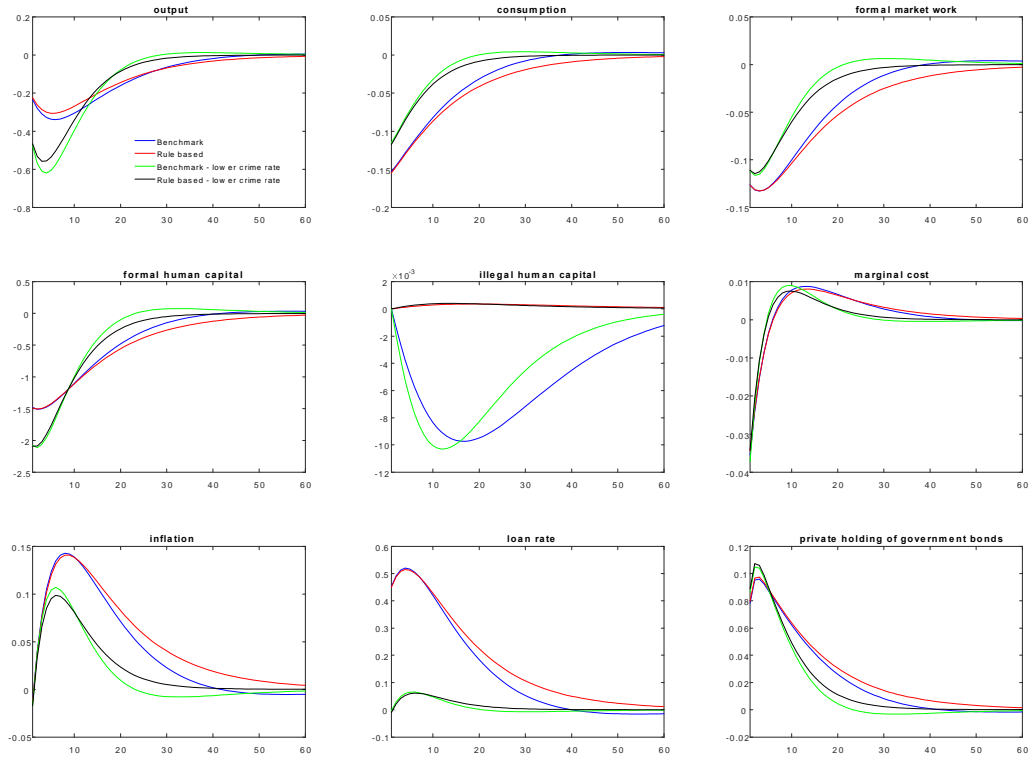 output
0.2
0
-0.2
-0.4
-0.6
-0.8
Benchmark
Rule based
Benchmark - low er crime rate
Rule based - low er crime rate
10 20 30 40 50 60
consumption
0.05
0
-0.05
-0.1
-0.15
-0.2
10 20 30 40 50 60
formal market work
0.05
0
-0.05
-0.1
-0.15
10 20 30 40 50 60
formal human capital
0.5
0
-0.5
-1
-1.5
-2
-2.5
10 20 30 40 50 60
illegal human capital
×10⁻³
2
0
-2
-4
-6
-8
-10
-12
10 20 30 40 50 60
marginal cost
0.01
0
-0.01
-0.02
-0.03
-0.04
10 20 30 40 50 60
inflation
0.15
0.1
0.05
0
-0.05
10 20 30 40 50 60
loan rate
0.6
0.5
0.4
0.3
0.2
0.1
0
-0.1
10 20 30 40 50 60
private holding of government bonds
0.12
0.1
0.08
0.06
0.04
0.02
0
-0.02
10 20 30 40 50 60